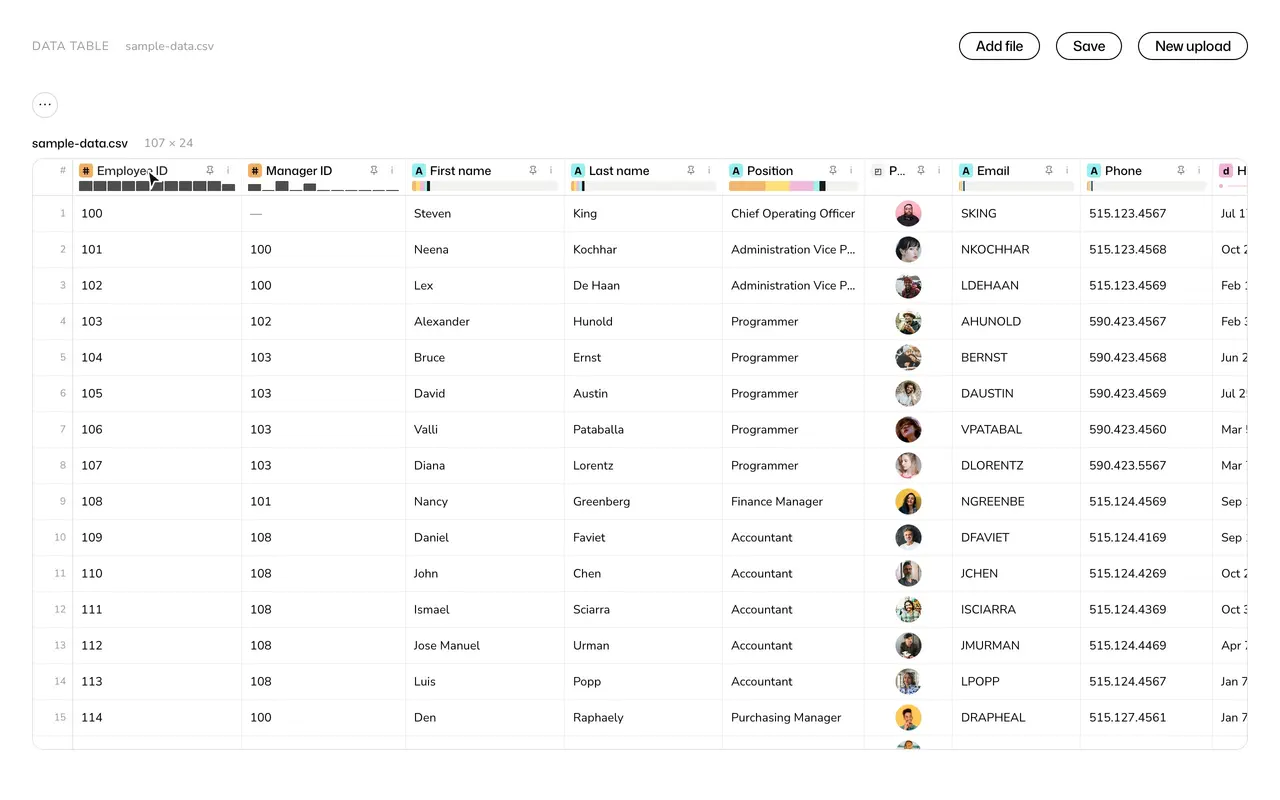 DATA TABLE sample-data.csv Add file Save New upload
...
sample-data.csv 107 × 24
# # Employee ID # Manager ID A First name A Last name A Position P... A Email A Phone d H
1 100 — Steven King Chief Operating Officer SKING 515.123.4567 Jul 1
2 101 100 Neena Kochhar Administration Vice P... NKOCHHAR 515.123.4568 Oct 2
3 102 100 Lex De Haan Administration Vice P... LDEHAAN 515.123.4569 Feb
4 103 102 Alexander Hunold Programmer AHUNOLD 590.423.4567 Feb 3
5 104 103 Bruce Ernst Programmer BERNST 590.423.4568 Jun 2
6 105 103 David Austin Programmer DAUSTIN 590.423.4569 Jul 2
7 106 103 Valli Pataballa Programmer VPATABAL 590.423.4560 Mar
8 107 103 Diana Lorentz Programmer DLORENTZ 590.423.5567 Mar
9 108 101 Nancy Greenberg Finance Manager NGREENBE 515.124.4569 Sep
10 109 108 Daniel Faviet Accountant DFAVIET 515.124.4169 Sep
11 110 108 John Chen Accountant JCHEN 515.124.4269 Oct 2
12 111 108 Ismael Sciarra Accountant ISCIARRA 515.124.4369 Oct 3
13 112 108 Jose Manuel Urman Accountant JMURMAN 515.124.4469 Apr 7
14 113 108 Luis Popp Accountant LPOPP 515.124.4567 Jan 7
15 114 100 Den Raphaely Purchasing Manager DRAPHEAL 515.127.4561 Jan 7